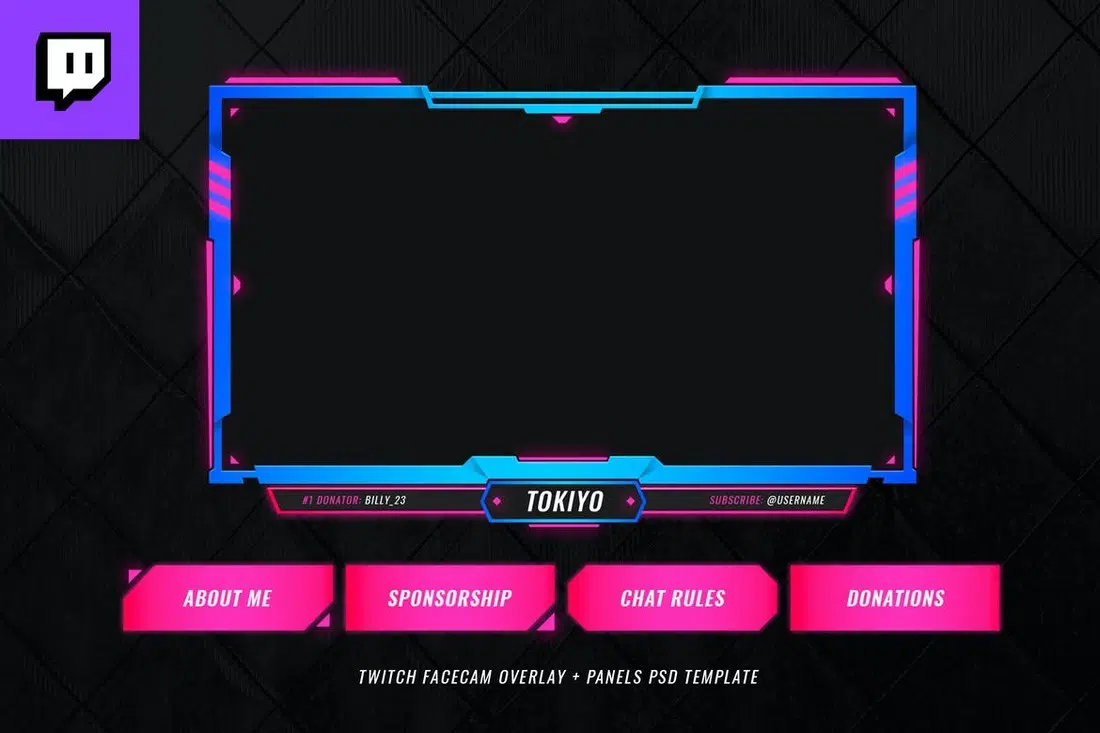 #1 DONATOR: BILLY_23
TOKIYO
SUBSCRIBE: @USERNAME
ABOUT ME
SPONSORSHIP
CHAT RULES
DONATIONS
TWITCH FACECAM OVERLAY + PANELS PSD TEMPLATE